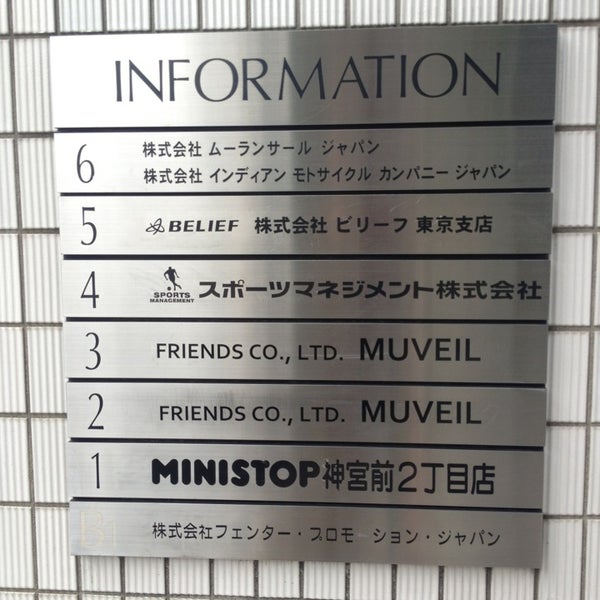 INFORMATION
6 株式会社 ムーランサール ジャパン
株式会社 インディアン モトサイクル カンパニー ジャパン
5 BELIEF 株式会社 ビリーフ 東京支店
4 SPORTS MANAGEMENT スポーツマネジメント株式会社
3 FRIENDS CO., LTD. MUVEIL
2 FRIENDS CO., LTD. MUVEIL
1 MINISTOP 神宮前2丁目店
B1 株式会社フェンター・プロモーション・ジャパン